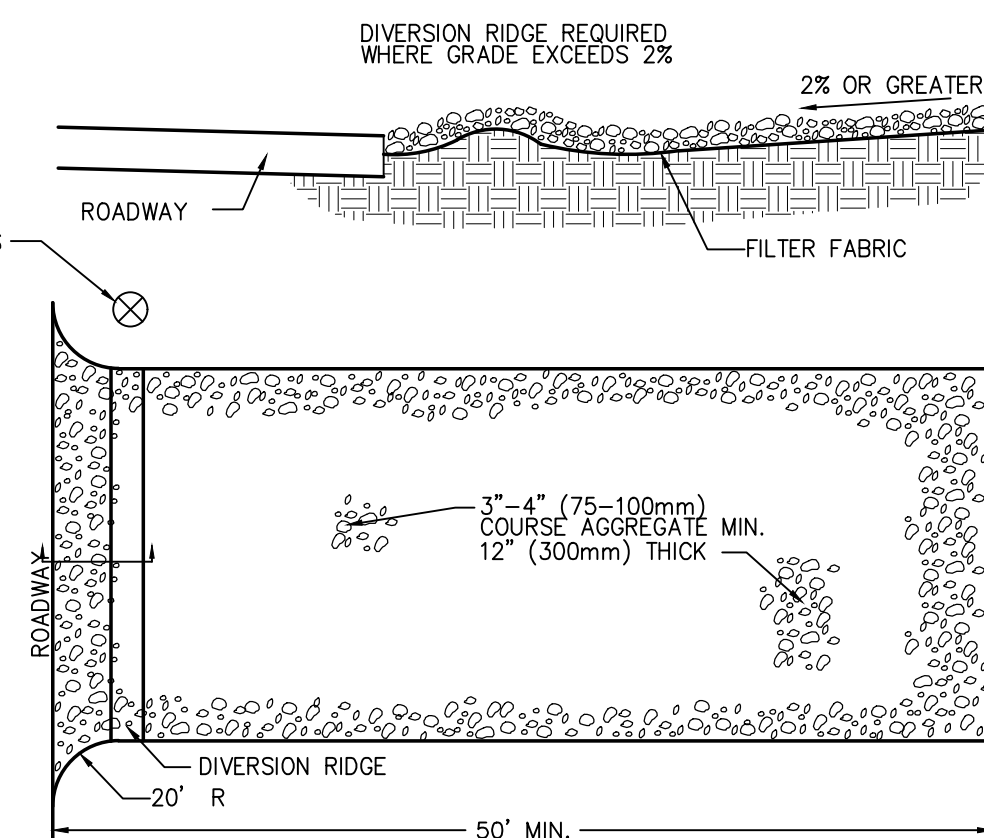 DIVERSION RIDGE REQUIRED
WHERE GRADE EXCEEDS 2%
2% OR GREATER
ROADWAY
FILTER FABRIC
3"-4" (75-100mm)
COURSE AGGREGATE MIN.
12" (300mm) THICK
ROADWAY
DIVERSION RIDGE
20' R
50' MIN.